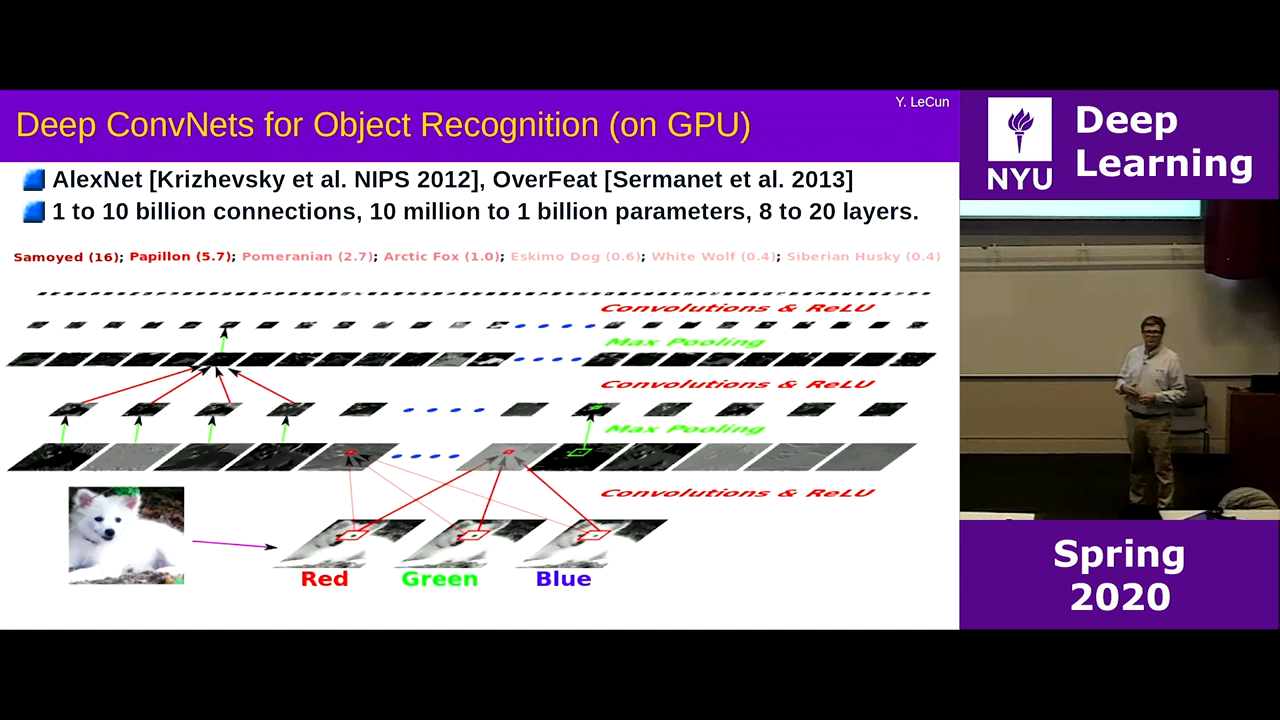 Y. LeCun
Deep ConvNets for Object Recognition (on GPU)
AlexNet [Krizhevsky et al. NIPS 2012], OverFeat [Sermanet et al. 2013]
1 to 10 billion connections, 10 million to 1 billion parameters, 8 to 20 layers.
Samoyed (16); Papillon (5.7); Pomeranian (2.7); Arctic Fox (1.0); Eskimo Dog (0.6); White Wolf (0.4); Siberian Husky (0.4)
Convolutions & ReLU
Max Pooling
Convolutions & ReLU
Max Pooling
Convolutions & ReLU
Red
Green
Blue
NYU
Deep
Learning
Spring
2020